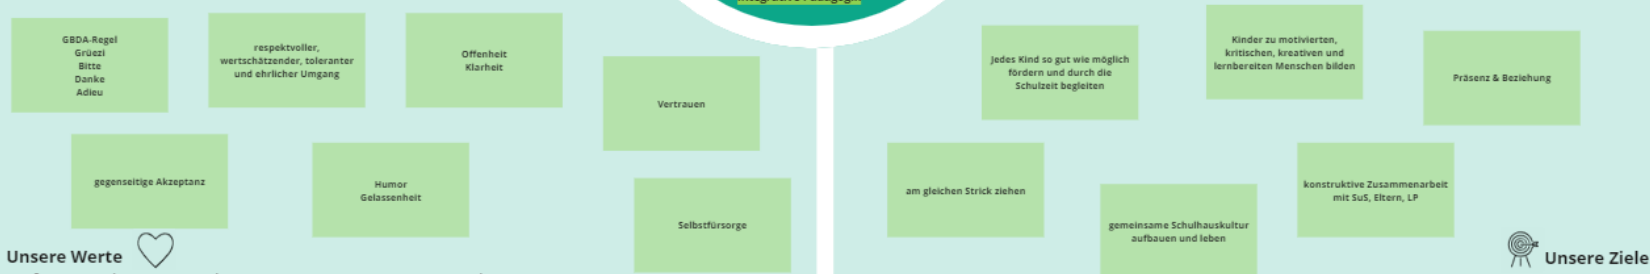 GBDA-Regel
Grüezi
Bitte
Danke
Adieu
respektvoller,
wertschätzender, toleranter
und ehrlicher Umgang
Offenheit
Klarheit
Vertrauen
gegenseitige Akzeptanz
Humor
Gelassenheit
Selbstfürsorge
Unsere Werte
Jedes Kind so gut wie möglich
fördern und durch die
Schulzeit begleiten
Kinder zu motivierten,
kritischen, kreativen und
lernbereiten Menschen bilden
Präsenz & Beziehung
am gleichen Strick ziehen
gemeinsame Schulhauskultur
aufbauen und leben
konstruktive Zusammenarbeit
mit SuS, Eltern, LP
Unsere Ziele